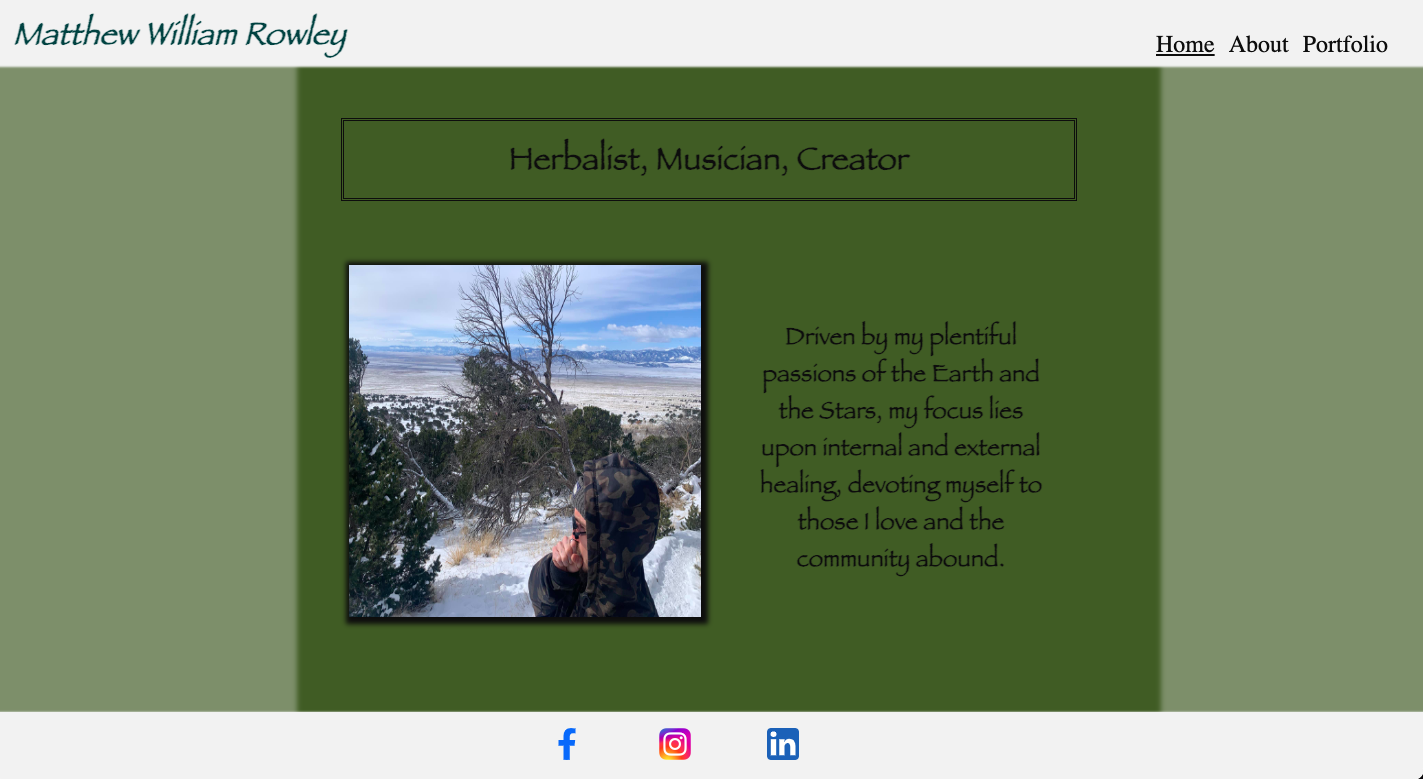 Matthew William Rowley
Home About Portfolio
Herbalist, Musician, Creator
Driven by my plentiful
passions of the Earth and
the Stars, my focus lies
upon internal and external
healing, devoting myself to
those I love and the
community abound.
f
in